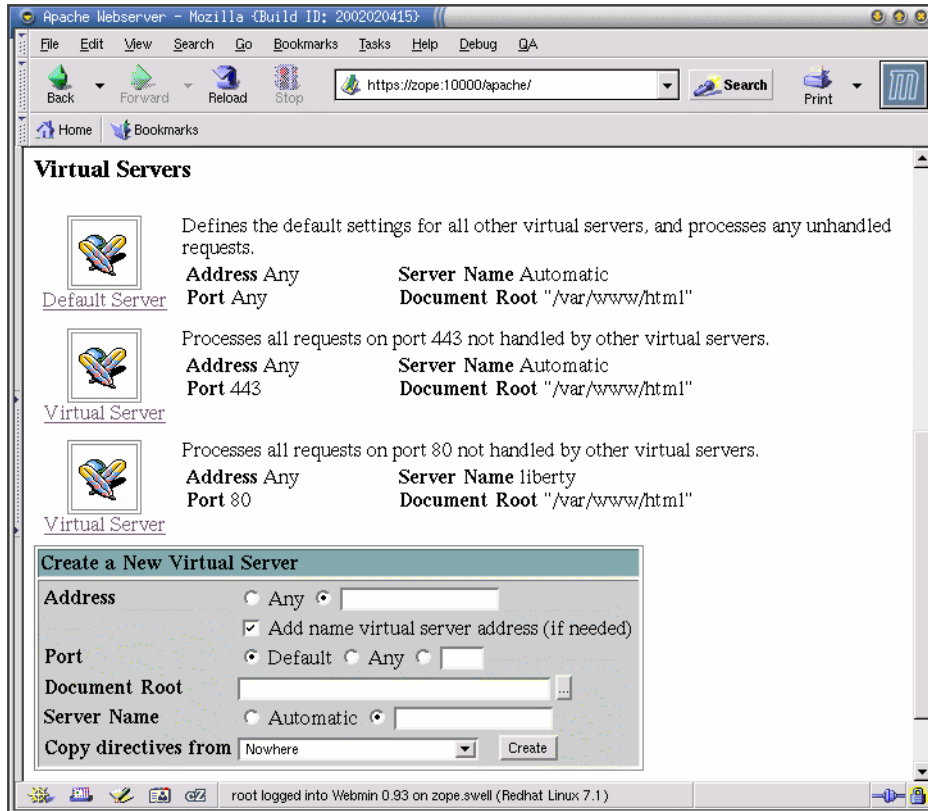 Apache Webserver - Mozilla {Build ID: 2002020415}
File Edit View Search Go Bookmarks Tasks Help Debug QA
Back Forward Reload Stop https://zope:10000/apache/ Search Print
Home Bookmarks
Virtual Servers
Defines the default settings for all other virtual servers, and processes any unhandled
requests.
Address Any Server Name Automatic
Port Any Document Root "/var/www/html"
Default Server
Processes all requests on port 443 not handled by other virtual servers.
Address Any Server Name Automatic
Port 443 Document Root "/var/www/html"
Virtual Server
Processes all requests on port 80 not handled by other virtual servers.
Address Any Server Name liberty
Port 80 Document Root "/var/www/html"
Virtual Server
Create a New Virtual Server
Address Any
Add name virtual server address (if needed)
Port Default Any
Document Root ...
Server Name Automatic
Copy directives from Nowhere Create
root logged into Webmin 0.93 on zope.swell (Redhat Linux 7.1 )